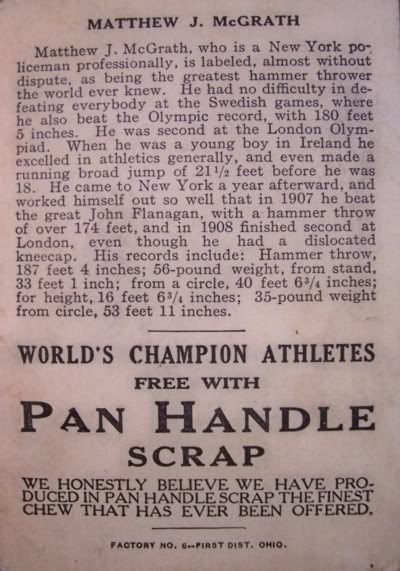 MATTHEW J. McGRATH
Matthew J. McGrath, who is a New York po-
liceman professionally, is labeled, almost without
dispute, as being the greatest hammer thrower
the world ever knew. He had no difficulty in de-
feating everybody at the Swedish games, where
he also beat the Olympic record, with 180 feet
5 inches. He was second at the London Olym-
piad. When he was a young boy in Ireland he
excelled in athletics generally, and even made a
running broad jump of 21½ feet before he was
18. He came to New York a year afterward, and
worked himself out so well that in 1907 he beat
the great John Flanagan, with a hammer throw
of over 174 feet, and in 1908 finished second at
London, even though he had a dislocated
kneecap. His records include: Hammer throw,
187 feet 4 inches; 56-pound weight, from stand,
33 feet 1 inch; from a circle, 40 feet 6¾ inches;
for height, 16 feet 6¾ inches; 35-pound weight
from circle, 53 feet 11 inches.
WORLD'S CHAMPION ATHLETES
FREE WITH
PAN HANDLE
SCRAP
WE HONESTLY BELIEVE WE HAVE PRO-
DUCED IN PAN HANDLE SCRAP THE FINEST
CHEW THAT HAS EVER BEEN OFFERED.
FACTORY NO. 6--FIRST DIST. OHIO.